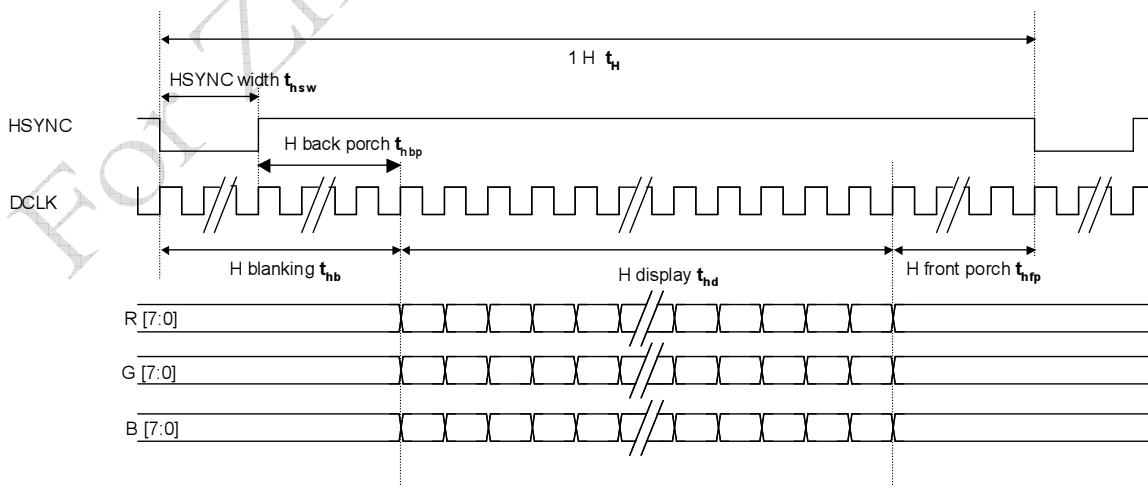 1 H t_H
HSYNC width t_hsw
HSYNC
H back porch t_hbp
DCLK
H blanking t_hb
H display t_hd
H front porch t_hfp
R [7:0]
G [7:0]
B [7:0]